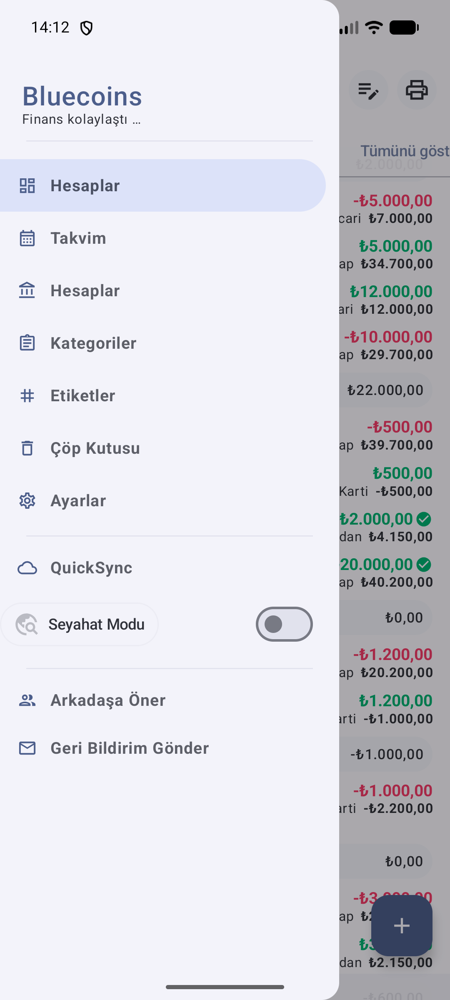 14:12
Bluecoins
Finans kolaylaştı ...
Hesaplar
Takvim
Hesaplar
Kategoriler
Etiketler
Çöp Kutusu
Ayarlar
QuickSync
Seyahat Modu
Arkadaşa Öner
Geri Bildirim Gönder
Tümünü göst
₺2.000,00
-₺5.000,00
cari ₺7.000,00
₺5.000,00
ap ₺34.700,00
₺12.000,00
ari ₺12.000,00
-₺10.000,00
ap ₺29.700,00
₺22.000,00
-₺500,00
ap ₺39.700,00
₺500,00
Karti -₺500,00
₺2.000,00
dan ₺4.150,00
20.000,00
ap ₺40.200,00
₺0,00
-₺1.200,00
ap ₺20.200,00
₺1.200,00
arti -₺1.000,00
-₺1.000,00
-₺1.000,00
arti -₺2.200,00
₺0,00
ap
dan ₺2.150,00
-₺600,00